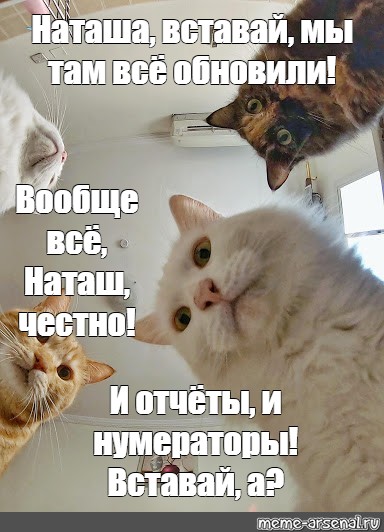 Наташа, вставай, мы
там всё обновили!
Вообще
всё,
Наташ,
честно!
И отчёты, и
нумераторы!
Вставай, а?
meme-arsenal.ru